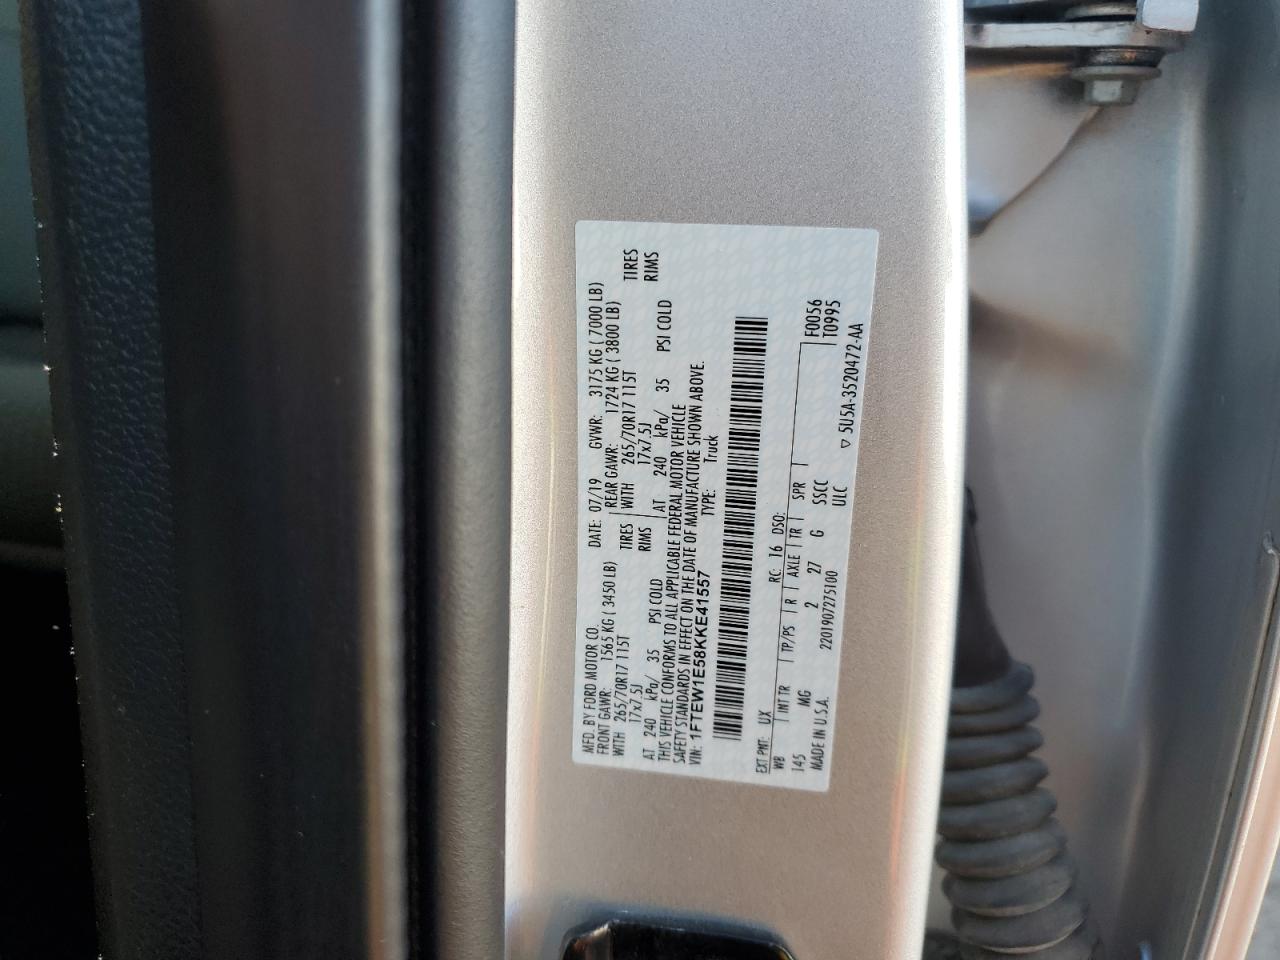 MFD. BY FORD MOTOR CO.
DATE: 07/19 GVWR: 3175 KG ( 7000 LB)
FRONT GAWR: 1565 KG ( 3450 LB) REAR GAWR: 1724 KG ( 3800 LB)
WITH 265/70R17 115T TIRES WITH 265/70R17 115T TIRES
17x7.5J RIMS 17x7.5J RIMS
AT 240 kPa/ 35 PSI COLD AT 240 kPa/ 35 PSI COLD
THIS VEHICLE CONFORMS TO ALL APPLICABLE FEDERAL MOTOR VEHICLE
SAFETY STANDARDS IN EFFECT ON THE DATE OF MANUFACTURE SHOWN ABOVE.
VIN: 1FTEW1E58KKE41557 TYPE: Truck
EXT PNT: UX RC: 16 DSO:
WB INT TR TP/PS R AXLE TR SPR F0056
145 MG 2 27 G SSCC T0995
MADE IN U.S.A. 2201907275100 ULC
▽ 5U5A-3520472-AA